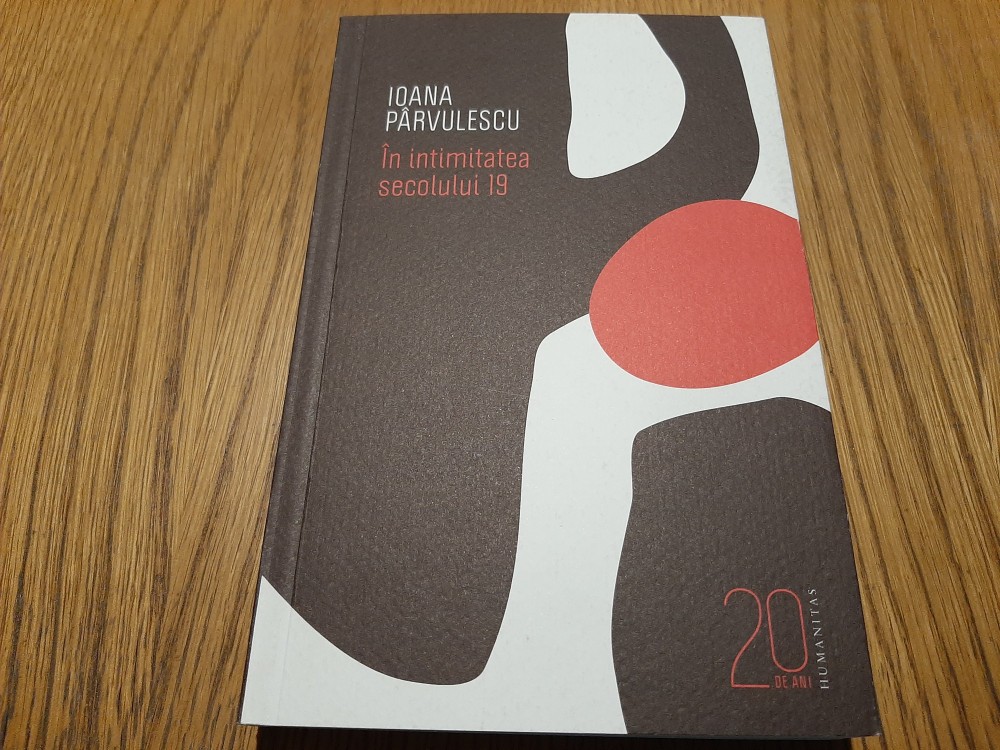 IOANA
PÂRVULESCU
În intimitatea
secolului 19
20
DE ANI
HUMANITAS